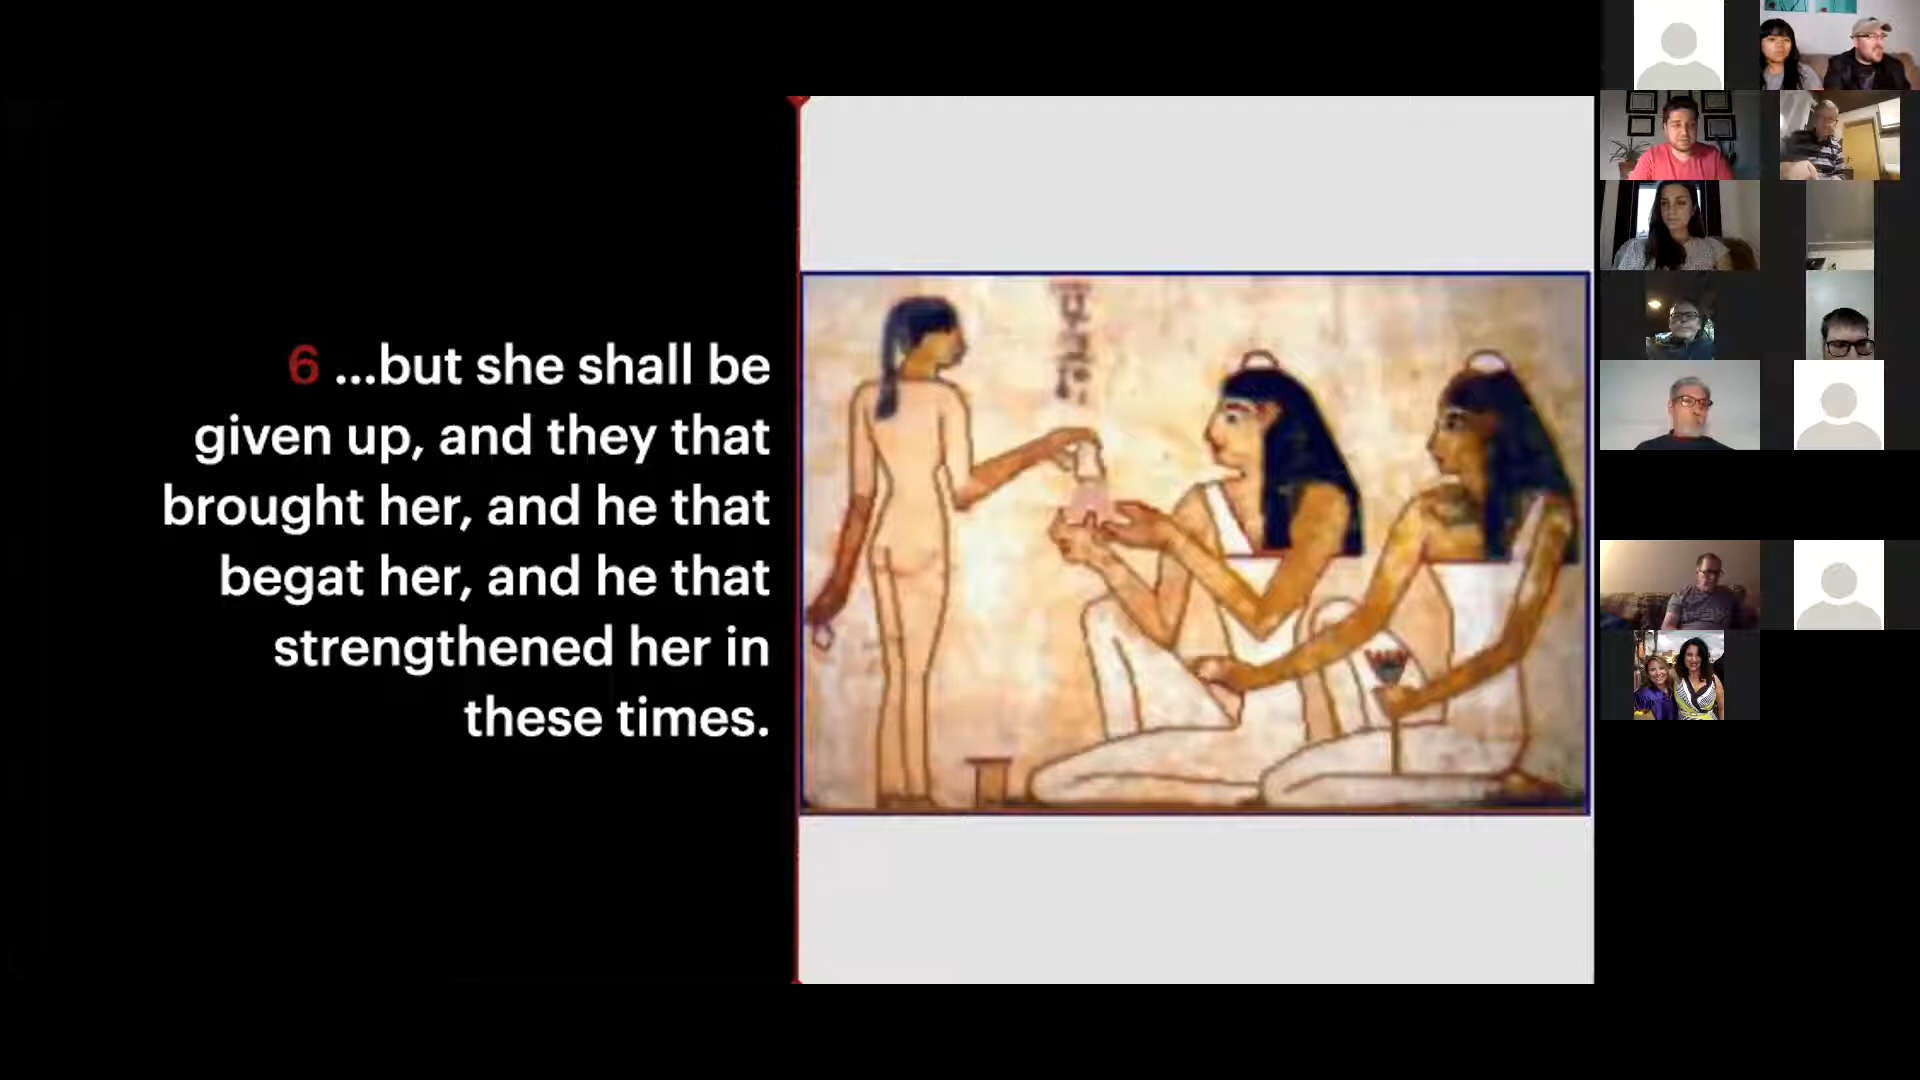 6 ...but she shall be
given up, and they that
brought her, and he that
begat her, and he that
strengthened her in
these times.